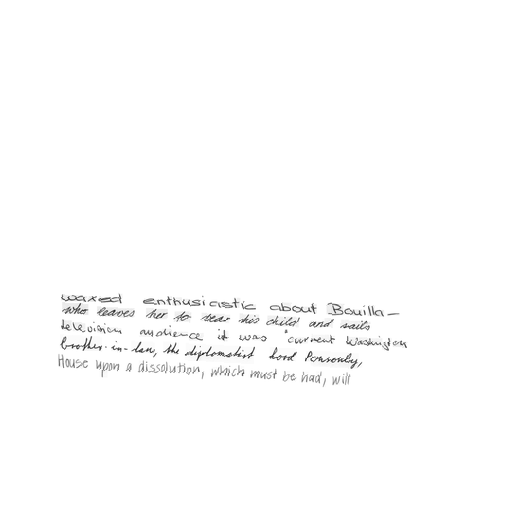 waxed enthusiastic about Bouilla-
who leaves her to rear his child and sails
television audience it was "current Washington
brother-in-law, the diplomatist Lord Ponsonby,
House upon a dissolution, which must be had, will